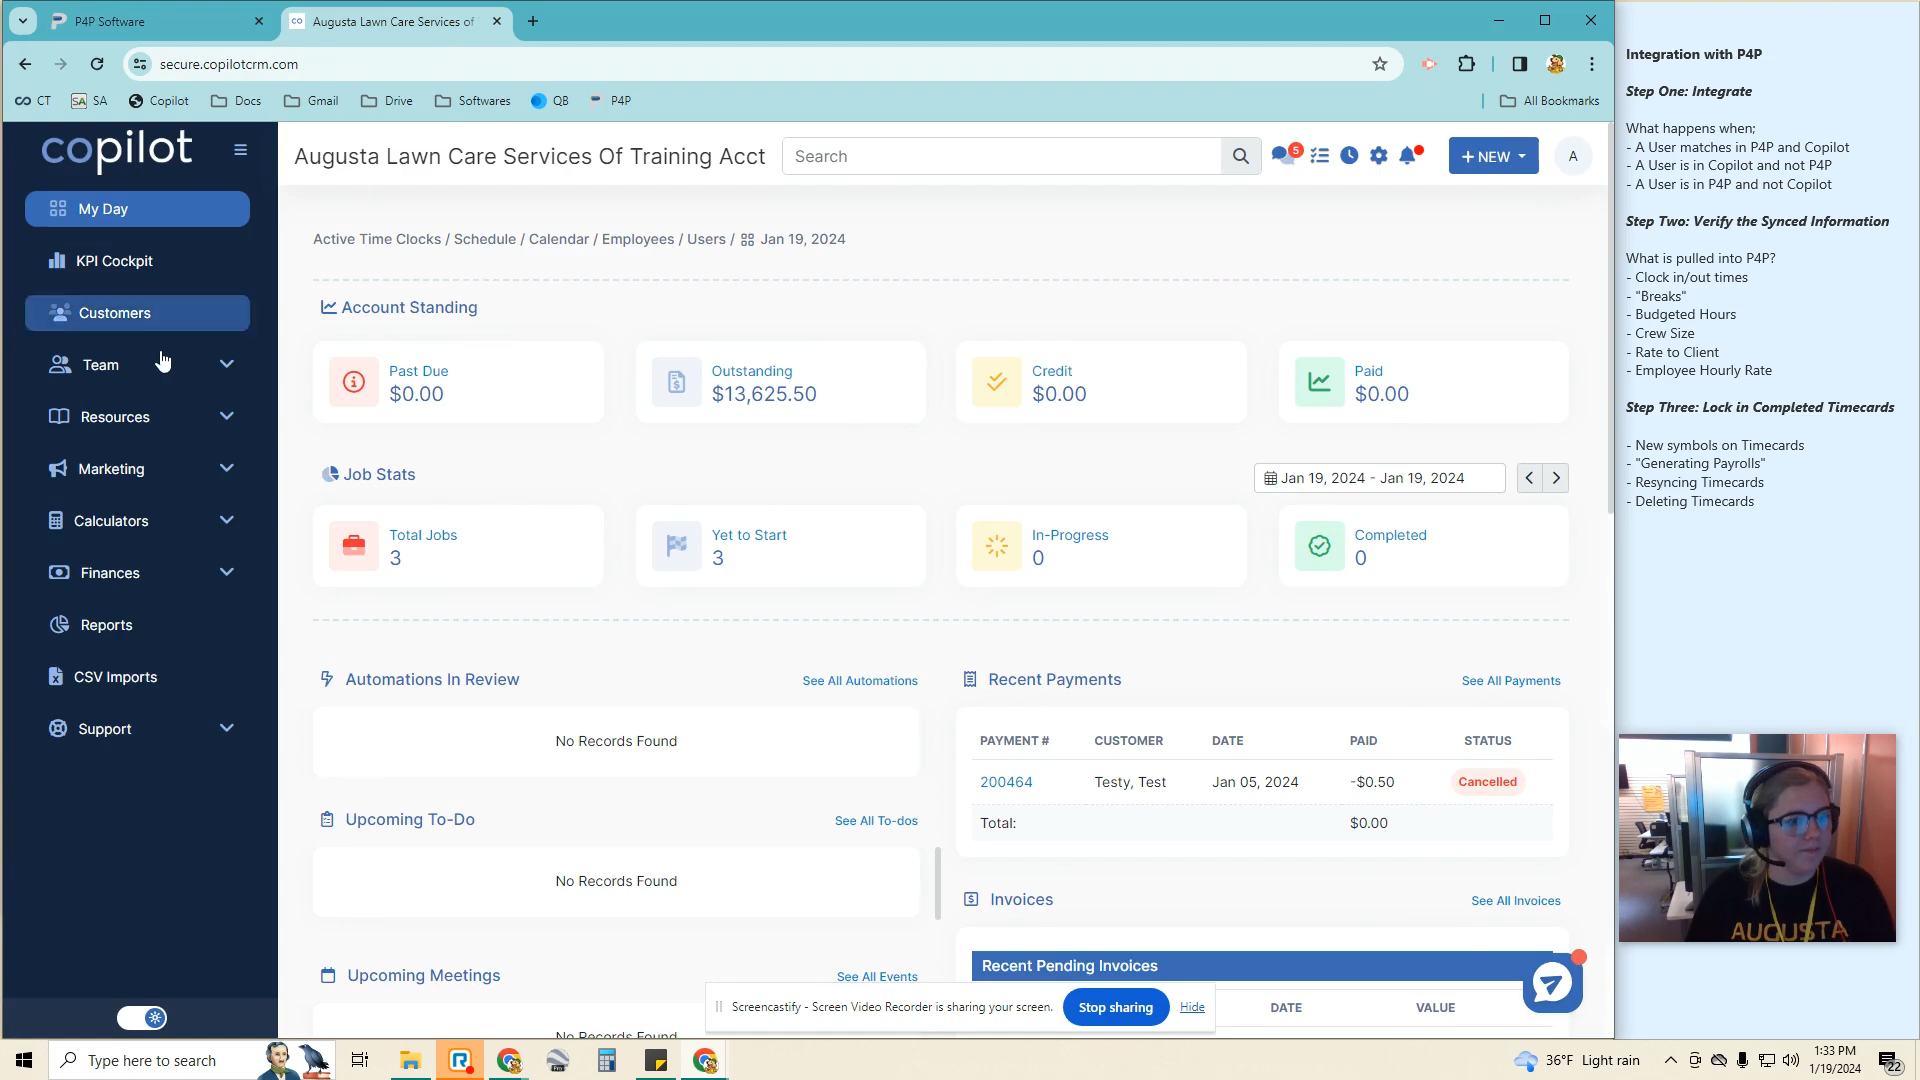 P4P Software
co Augusta Lawn Care Services of
secure.copilotcrm.com
CT
SA SA
Copilot
Docs
Gmail
Drive
Softwares
QB
P4P
All Bookmarks
copilot
Augusta Lawn Care Services Of Training Acct
Search
5
+ NEW
A
My Day
KPI Cockpit
Customers
Team
Resources
Marketing
Calculators
Finances
Reports
CSV Imports
Support
Active Time Clocks / Schedule / Calendar / Employees / Users / Jan 19, 2024
Account Standing
Past Due
$0.00
Outstanding
$13,625.50
Credit
$0.00
Paid
$0.00
Job Stats
Jan 19, 2024 - Jan 19, 2024
Total Jobs
3
Yet to Start
3
In-Progress
0
Completed
0
Automations In Review
See All Automations
No Records Found
Upcoming To-Do
See All To-dos
No Records Found
Upcoming Meetings
See All Events
No Records Found
Recent Payments
See All Payments
PAYMENT # CUSTOMER DATE PAID STATUS
200464 Testy, Test Jan 05, 2024 -$0.50 Cancelled
Total: $0.00
Invoices
See All Invoices
Recent Pending Invoices
DATE VALUE
Screencastify - Screen Video Recorder is sharing your screen.
Stop sharing
Hide
Integration with P4P
Step One: Integrate
What happens when;
- A User matches in P4P and Copilot
- A User is in Copilot and not P4P
- A User is in P4P and not Copilot
Step Two: Verify the Synced Information
What is pulled into P4P?
- Clock in/out times
- "Breaks"
- Budgeted Hours
- Crew Size
- Rate to Client
- Employee Hourly Rate
Step Three: Lock in Completed Timecards
- New symbols on Timecards
- "Generating Payrolls"
- Resyncing Timecards
- Deleting Timecards
AUGUSTA
Type here to search
36°F Light rain
1:33 PM
1/19/2024
22